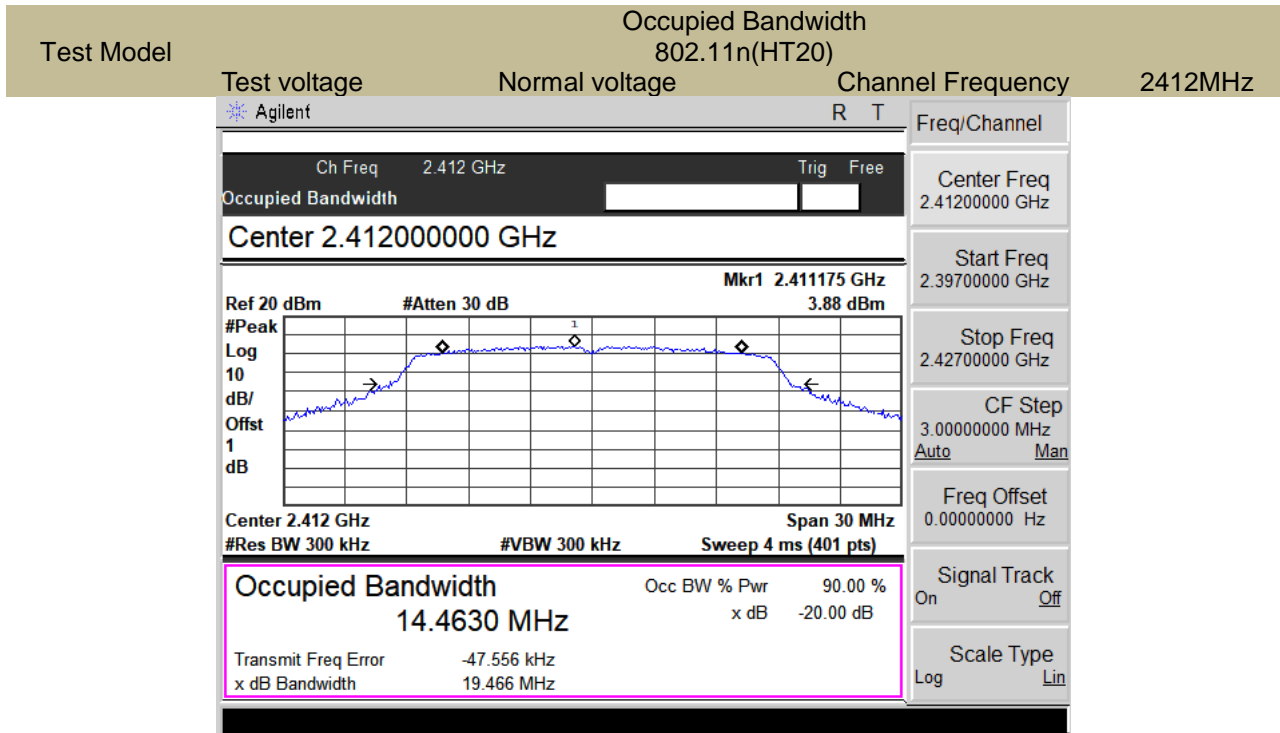 Occupied Bandwidth
Test Model 802.11n(HT20)
Test voltage Normal voltage Channel Frequency 2412MHz
Agilent R T
Ch Freq 2.412 GHz Trig Free
Occupied Bandwidth
Center 2.412000000 GHz
Mkr1 2.411175 GHz
Ref 20 dBm #Atten 30 dB 3.88 dBm
#Peak
Log
10
dB/
Offst
1
dB
1
Center 2.412 GHz Span 30 MHz
#Res BW 300 kHz #VBW 300 kHz Sweep 4 ms (401 pts)
Occupied Bandwidth Occ BW % Pwr 90.00 %
14.4630 MHz x dB -20.00 dB
Transmit Freq Error -47.556 kHz
x dB Bandwidth 19.466 MHz
Freq/Channel
Center Freq
2.41200000 GHz
Start Freq
2.39700000 GHz
Stop Freq
2.42700000 GHz
CF Step
3.00000000 MHz
Auto Man
Freq Offset
0.00000000 Hz
Signal Track
On Off
Scale Type
Log Lin